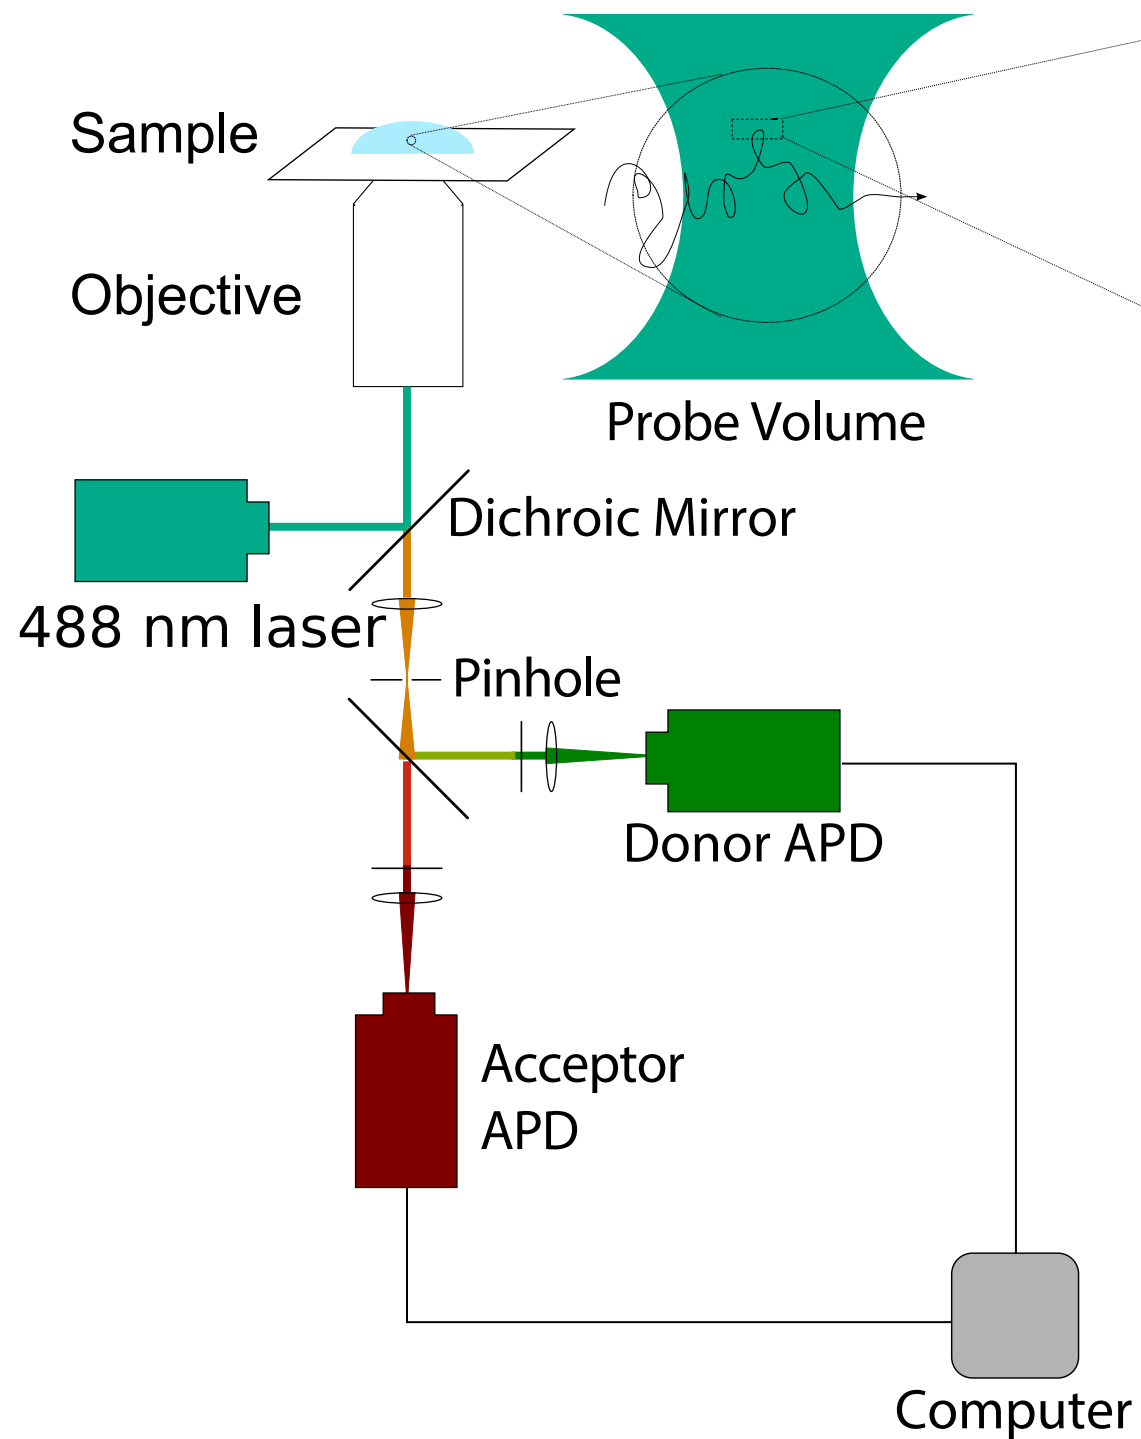 Sample
Objective
Probe Volume
Dichroic Mirror
488 nm laser
Pinhole
Donor APD
Acceptor
APD
Computer